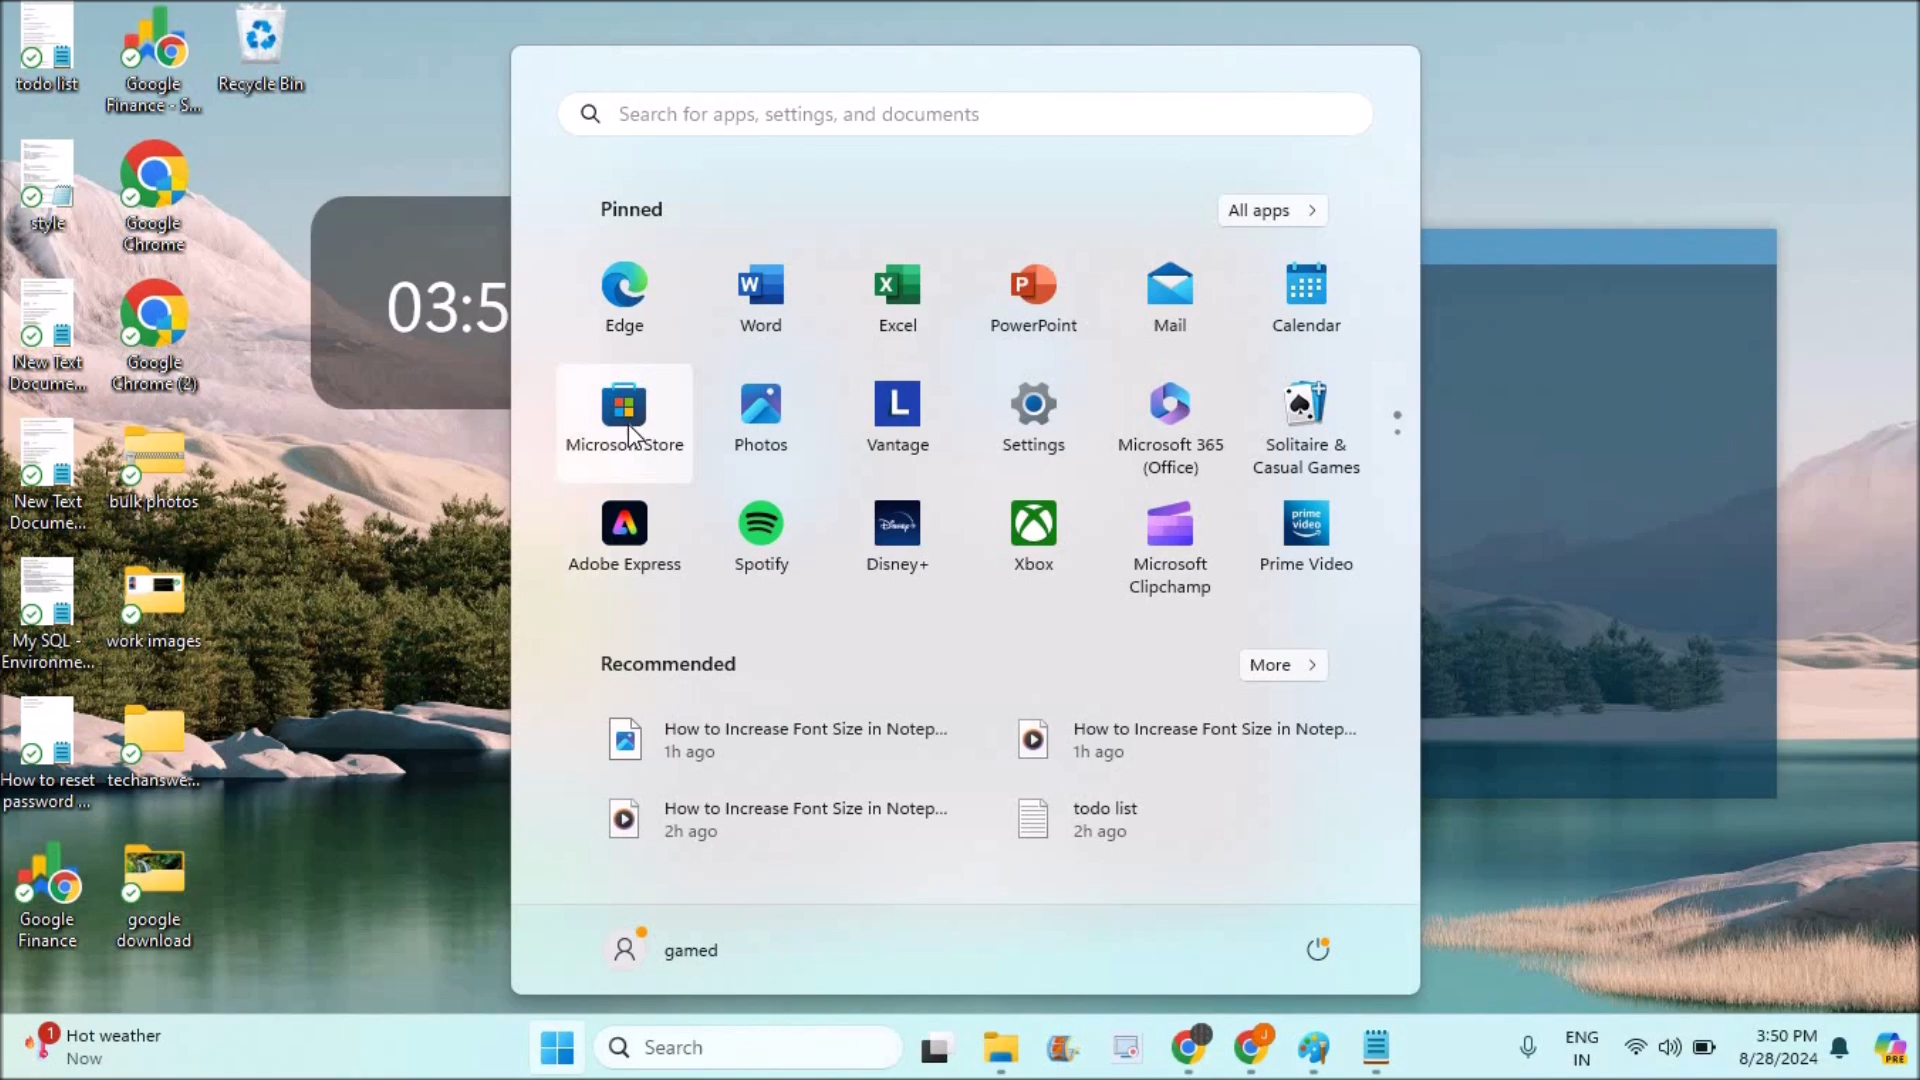 todo list
Google
Finance - S...
Recycle Bin
style
Google
Chrome
New Text
Docume...
Google
Chrome (2)
New Text
Docume...
bulk photos
My SQL -
Environme...
work images
How to reset
password ...
techanswe...
Google
Finance
google
download
03:5
Search for apps, settings, and documents
Pinned
All apps
Edge
Word
Excel
PowerPoint
Mail
Calendar
Microsoft Store
Photos
Vantage
Settings
Microsoft 365
(Office)
Solitaire &
Casual Games
Adobe Express
Spotify
Disney+
Xbox
Microsoft
Clipchamp
prime
video
Prime Video
Recommended
More
How to Increase Font Size in Notep...
1h ago
How to Increase Font Size in Notep...
1h ago
How to Increase Font Size in Notep...
2h ago
todo list
2h ago
gamed
1
Hot weather
Now
Search
J
ENG
IN
3:50 PM
8/28/2024
PRE